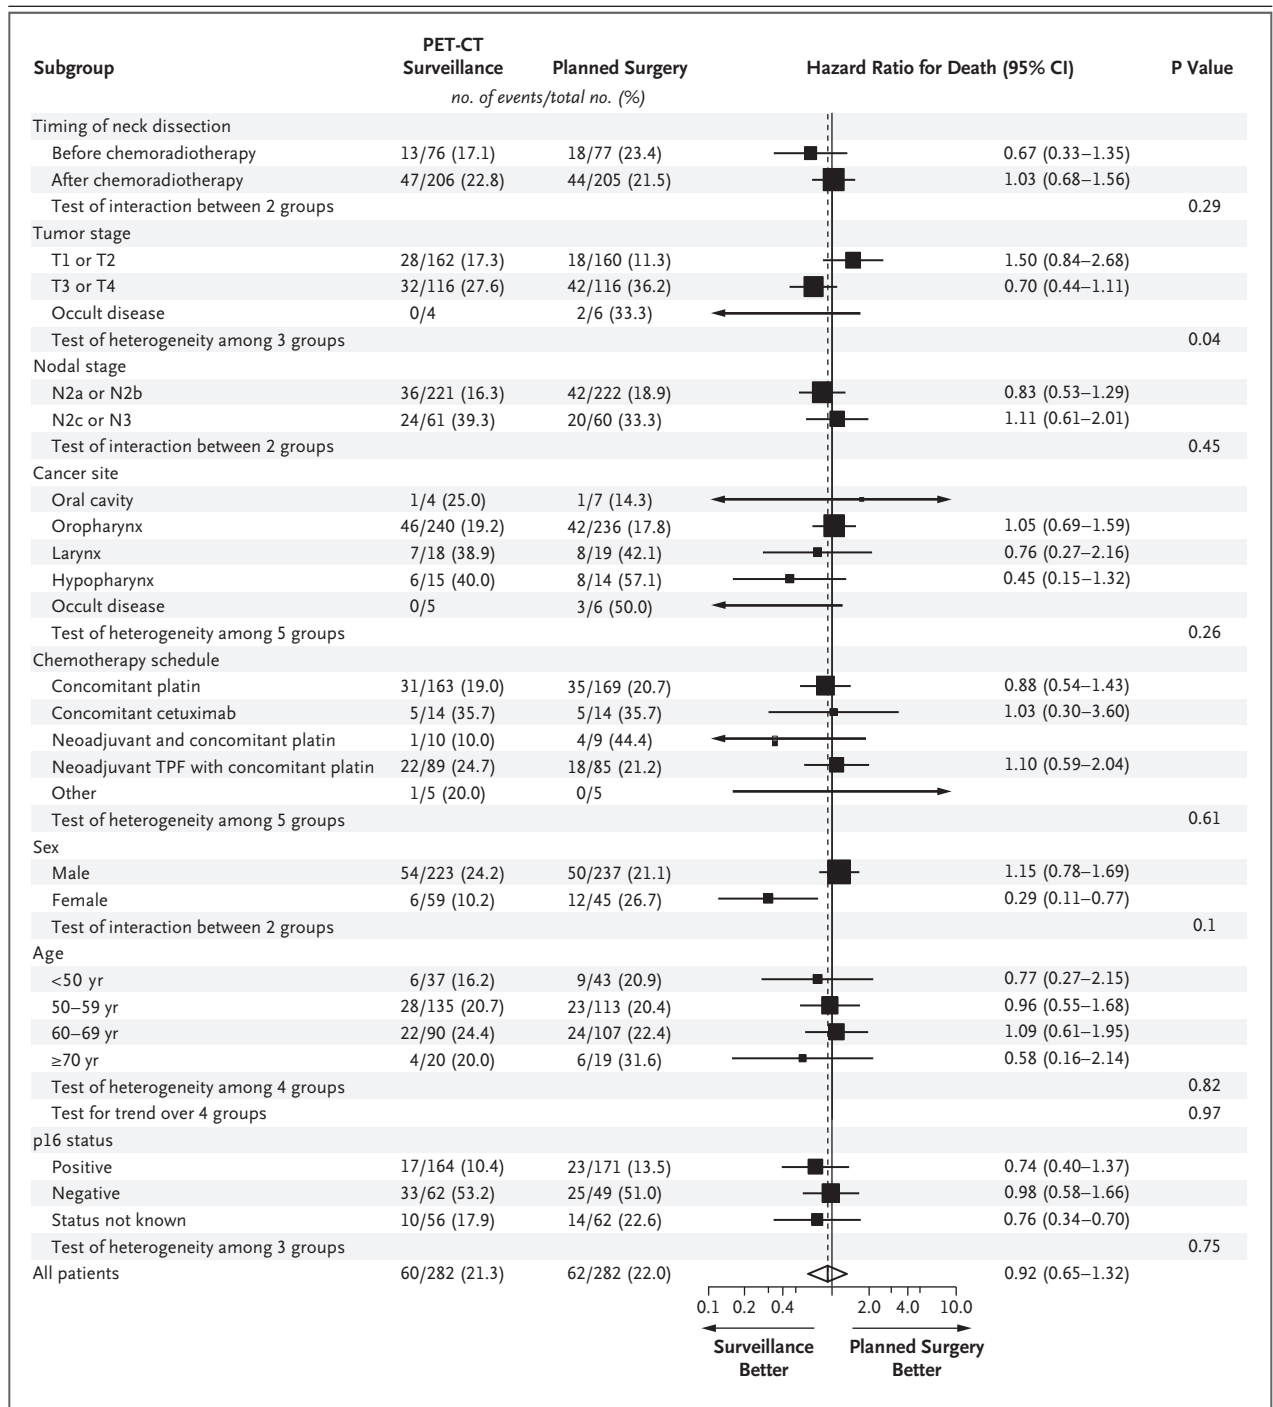 PET-CT
Subgroup Surveillance Planned Surgery Hazard Ratio for Death (95% CI) P Value
no. of events/total no. (%)
Timing of neck dissection
Before chemoradiotherapy 13/76 (17.1) 18/77 (23.4) 0.67 (0.33–1.35)
After chemoradiotherapy 47/206 (22.8) 44/205 (21.5) 1.03 (0.68–1.56)
Test of interaction between 2 groups 0.29
Tumor stage
T1 or T2 28/162 (17.3) 18/160 (11.3) 1.50 (0.84–2.68)
T3 or T4 32/116 (27.6) 42/116 (36.2) 0.70 (0.44–1.11)
Occult disease 0/4 2/6 (33.3)
Test of heterogeneity among 3 groups 0.04
Nodal stage
N2a or N2b 36/221 (16.3) 42/222 (18.9) 0.83 (0.53–1.29)
N2c or N3 24/61 (39.3) 20/60 (33.3) 1.11 (0.61–2.01)
Test of interaction between 2 groups 0.45
Cancer site
Oral cavity 1/4 (25.0) 1/7 (14.3)
Oropharynx 46/240 (19.2) 42/236 (17.8) 1.05 (0.69–1.59)
Larynx 7/18 (38.9) 8/19 (42.1) 0.76 (0.27–2.16)
Hypopharynx 6/15 (40.0) 8/14 (57.1) 0.45 (0.15–1.32)
Occult disease 0/5 3/6 (50.0)
Test of heterogeneity among 5 groups 0.26
Chemotherapy schedule
Concomitant platin 31/163 (19.0) 35/169 (20.7) 0.88 (0.54–1.43)
Concomitant cetuximab 5/14 (35.7) 5/14 (35.7) 1.03 (0.30–3.60)
Neoadjuvant and concomitant platin 1/10 (10.0) 4/9 (44.4)
Neoadjuvant TPF with concomitant platin 22/89 (24.7) 18/85 (21.2) 1.10 (0.59–2.04)
Other 1/5 (20.0) 0/5
Test of heterogeneity among 5 groups 0.61
Sex
Male 54/223 (24.2) 50/237 (21.1) 1.15 (0.78–1.69)
Female 6/59 (10.2) 12/45 (26.7) 0.29 (0.11–0.77)
Test of interaction between 2 groups 0.1
Age
<50 yr 6/37 (16.2) 9/43 (20.9) 0.77 (0.27–2.15)
50–59 yr 28/135 (20.7) 23/113 (20.4) 0.96 (0.55–1.68)
60–69 yr 22/90 (24.4) 24/107 (22.4) 1.09 (0.61–1.95)
≥70 yr 4/20 (20.0) 6/19 (31.6) 0.58 (0.16–2.14)
Test of heterogeneity among 4 groups 0.82
Test for trend over 4 groups 0.97
p16 status
Positive 17/164 (10.4) 23/171 (13.5) 0.74 (0.40–1.37)
Negative 33/62 (53.2) 25/49 (51.0) 0.98 (0.58–1.66)
Status not known 10/56 (17.9) 14/62 (22.6) 0.76 (0.34–0.70)
Test of heterogeneity among 3 groups 0.75
All patients 60/282 (21.3) 62/282 (22.0) 0.92 (0.65–1.32)
0.1 0.2 0.4 2.0 4.0 10.0
Surveillance Planned Surgery
Better Better